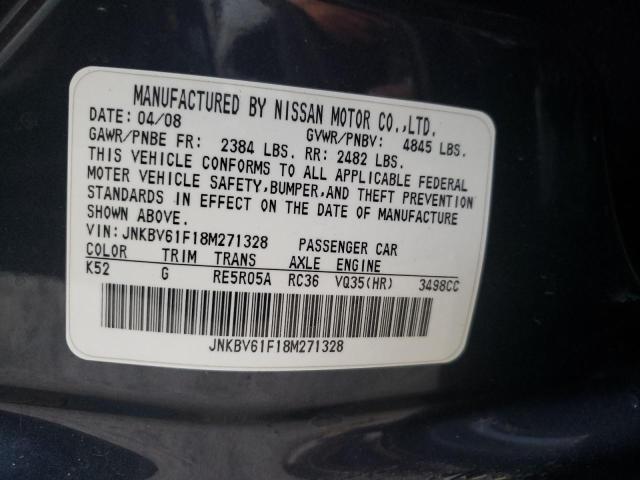 MANUFACTURED BY NISSAN MOTOR CO.,LTD.
DATE: 04/08 GVWR/PNBV: 4845 LBS.
GAWR/PNBE FR: 2384 LBS. RR: 2482 LBS.
THIS VEHICLE CONFORMS TO ALL APPLICABLE FEDERAL
MOTOR VEHICLE SAFETY,BUMPER,AND THEFT PREVENTION
STANDARDS IN EFFECT ON THE DATE OF MANUFACTURE
SHOWN ABOVE.
VIN:JNKBV61F18M271328 PASSENGER CAR
COLOR TRIM TRANS AXLE ENGINE
K52 G RE5R05A RC36 VQ35(HR) 3498CC
JNKBV61F18M271328